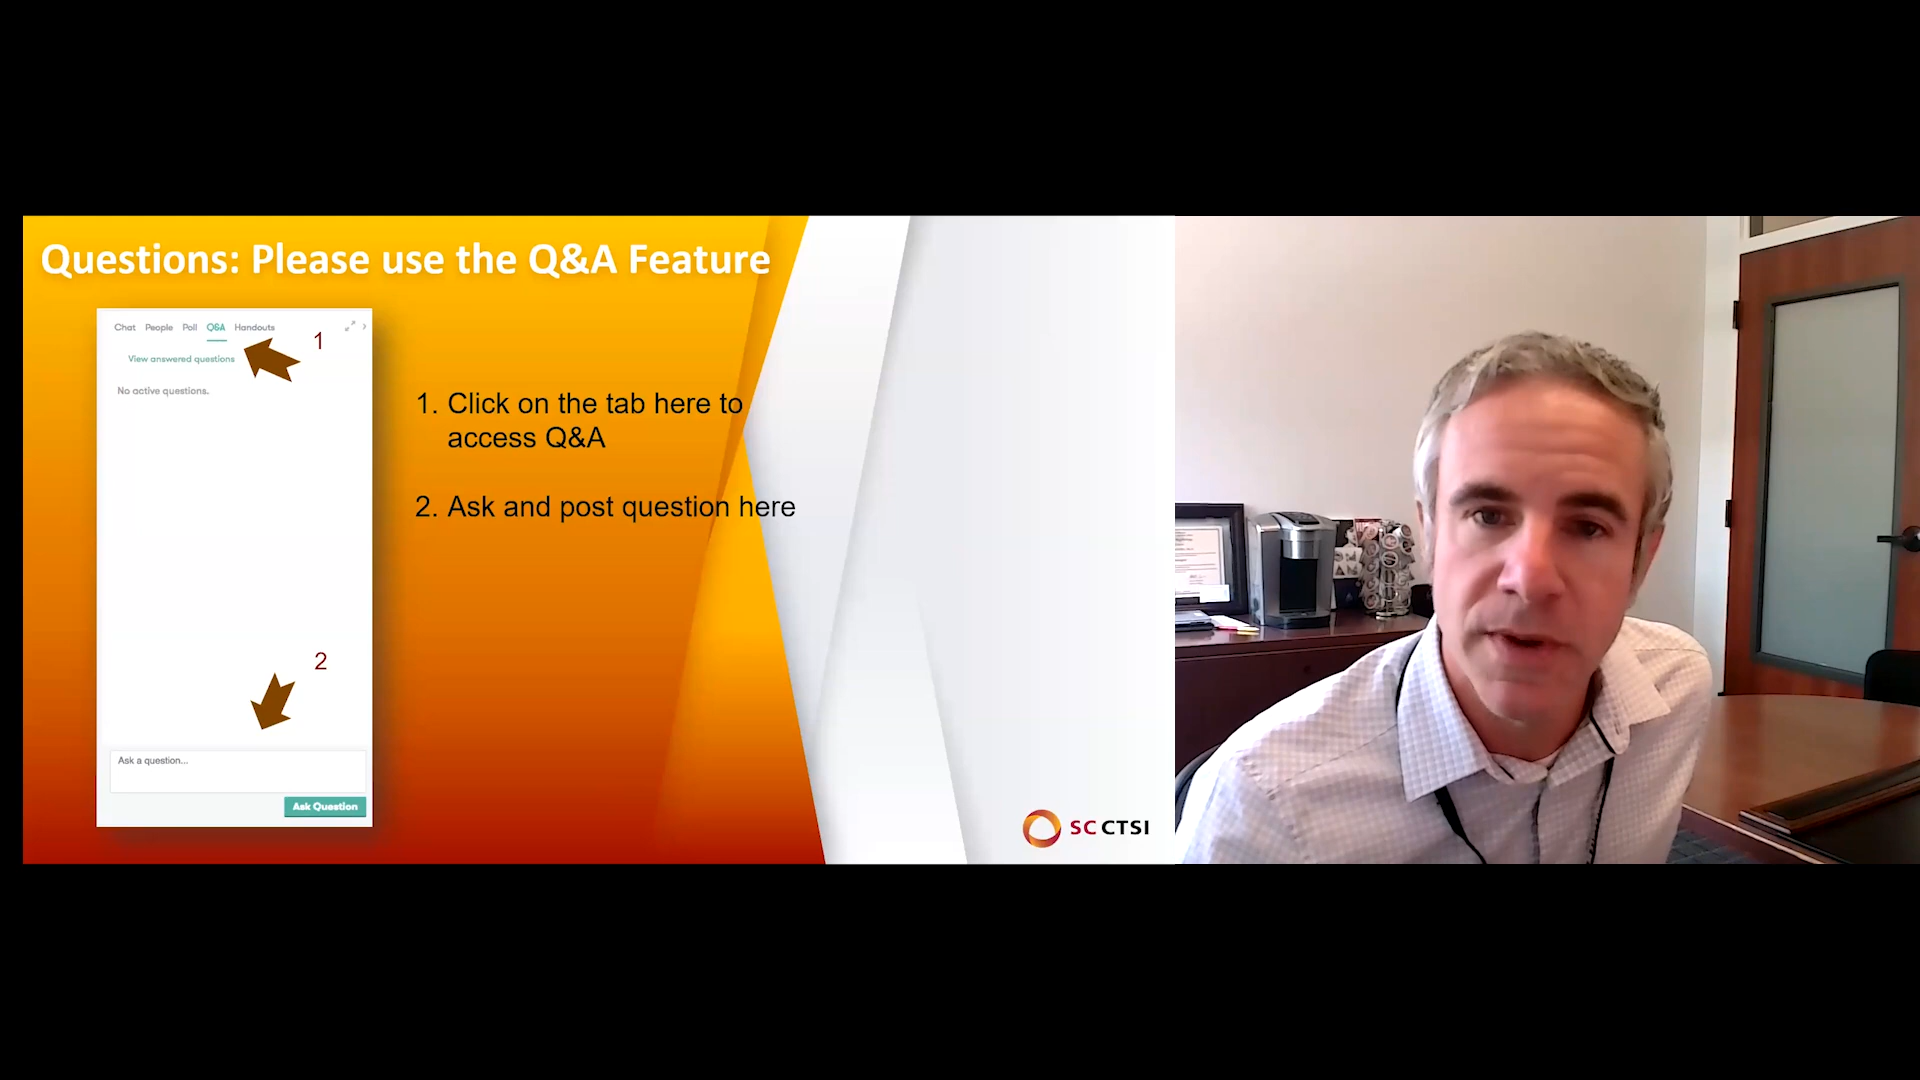 Questions: Please use the Q&A Feature
Chat People Poll Q&A Handouts
1
View answered questions
No active questions.
1. Click on the tab here to
access Q&A
2. Ask and post question here
2
Ask a question...
Ask Question
SC CTSI